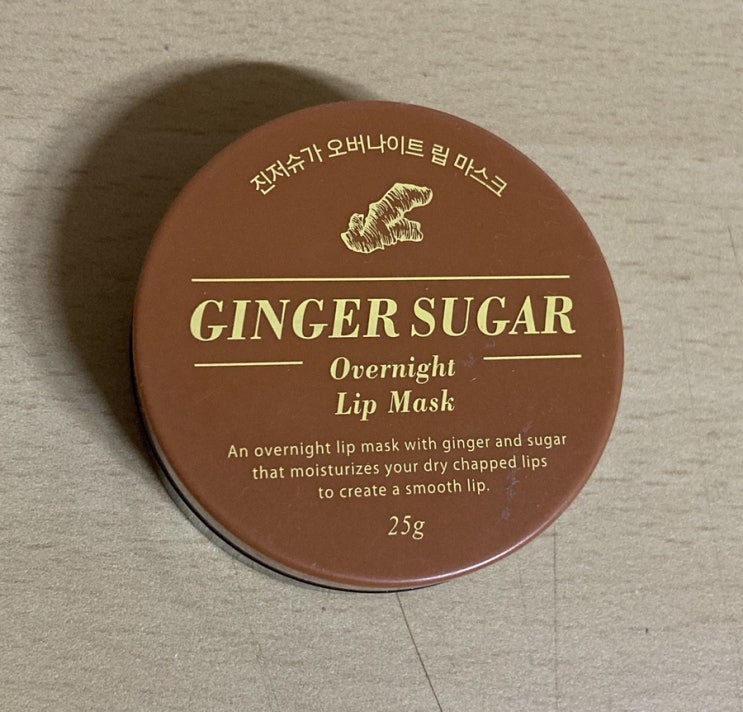 진저슈가 오버나이트 립 마스크
GINGER SUGAR
Overnight
Lip Mask
An overnight lip mask with ginger and sugar
that moisturizes your dry chapped lips
to create a smooth lip.
25g